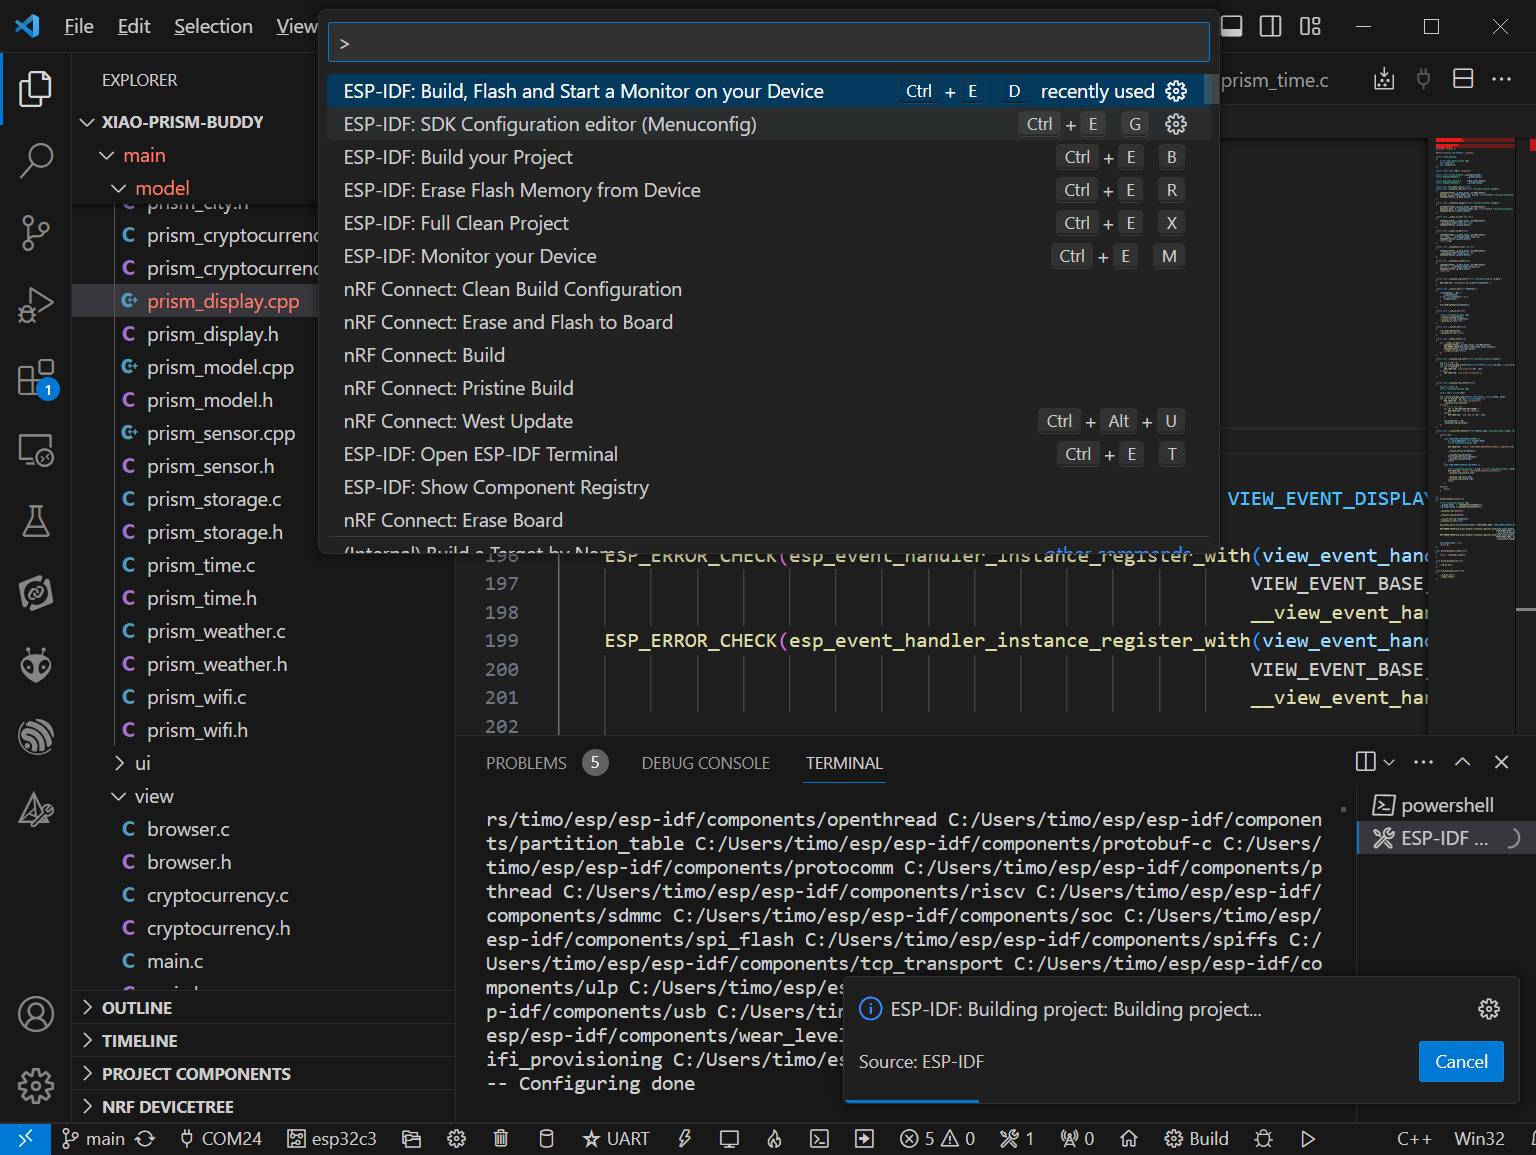 File Edit Selection View
>
ESP-IDF: Build, Flash and Start a Monitor on your Device Ctrl + E D recently used
ESP-IDF: SDK Configuration editor (Menuconfig) Ctrl + E G
ESP-IDF: Build your Project Ctrl + E B
ESP-IDF: Erase Flash Memory from Device Ctrl + E R
ESP-IDF: Full Clean Project Ctrl + E X
ESP-IDF: Monitor your Device Ctrl + E M
nRF Connect: Clean Build Configuration
nRF Connect: Erase and Flash to Board
nRF Connect: Build
nRF Connect: Pristine Build
nRF Connect: West Update Ctrl + Alt + U
ESP-IDF: Open ESP-IDF Terminal Ctrl + E T
ESP-IDF: Show Component Registry
nRF Connect: Erase Board
(Internal) Build a Target by Name other commands
EXPLORER
XIAO-PRISM-BUDDY
main
model
prism_city.h
C prism_cryptocurrenc
C prism_cryptocurrenc
prism_display.cpp
C prism_display.h
prism_model.cpp
C prism_model.h
prism_sensor.cpp
C prism_sensor.h
C prism_storage.c
C prism_storage.h
C prism_time.c
C prism_time.h
C prism_weather.c
C prism_weather.h
C prism_wifi.c
C prism_wifi.h
ui
view
C browser.c
C browser.h
C cryptocurrency.c
C cryptocurrency.h
C main.c
OUTLINE
TIMELINE
PROJECT COMPONENTS
NRF DEVICETREE
1
prism_time.c
VIEW_EVENT_DISPLAY
196 ESP_ERROR_CHECK(esp_event_handler_instance_register_with(view_event_hand
197 VIEW_EVENT_BASE,
198 __view_event_han
199 ESP_ERROR_CHECK(esp_event_handler_instance_register_with(view_event_hand
200 VIEW_EVENT_BASE,
201 __view_event_han
202
PROBLEMS 5 DEBUG CONSOLE TERMINAL
rs/timo/esp/esp-idf/components/openthread C:/Users/timo/esp/esp-idf/componen
ts/partition_table C:/Users/timo/esp/esp-idf/components/protobuf-c C:/Users/
timo/esp/esp-idf/components/protocomm C:/Users/timo/esp/esp-idf/components/p
thread C:/Users/timo/esp/esp-idf/components/riscv C:/Users/timo/esp/esp-idf/
components/sdmmc C:/Users/timo/esp/esp-idf/components/soc C:/Users/timo/esp/
esp-idf/components/spi_flash C:/Users/timo/esp/esp-idf/components/spiffs C:/
Users/timo/esp/esp-idf/components/tcp_transport C:/Users/timo/esp/esp-idf/co
mponents/ulp C:/Users/timo/esp/es
p-idf/components/usb C:/Users/tim
esp/esp-idf/components/wear_level
ifi_provisioning C:/Users/timo/es
-- Configuring done
powershell
ESP-IDF ...
ESP-IDF: Building project: Building project...
Source: ESP-IDF
Cancel
main COM24 esp32c3 UART 5 0 1 0 Build C++ Win32